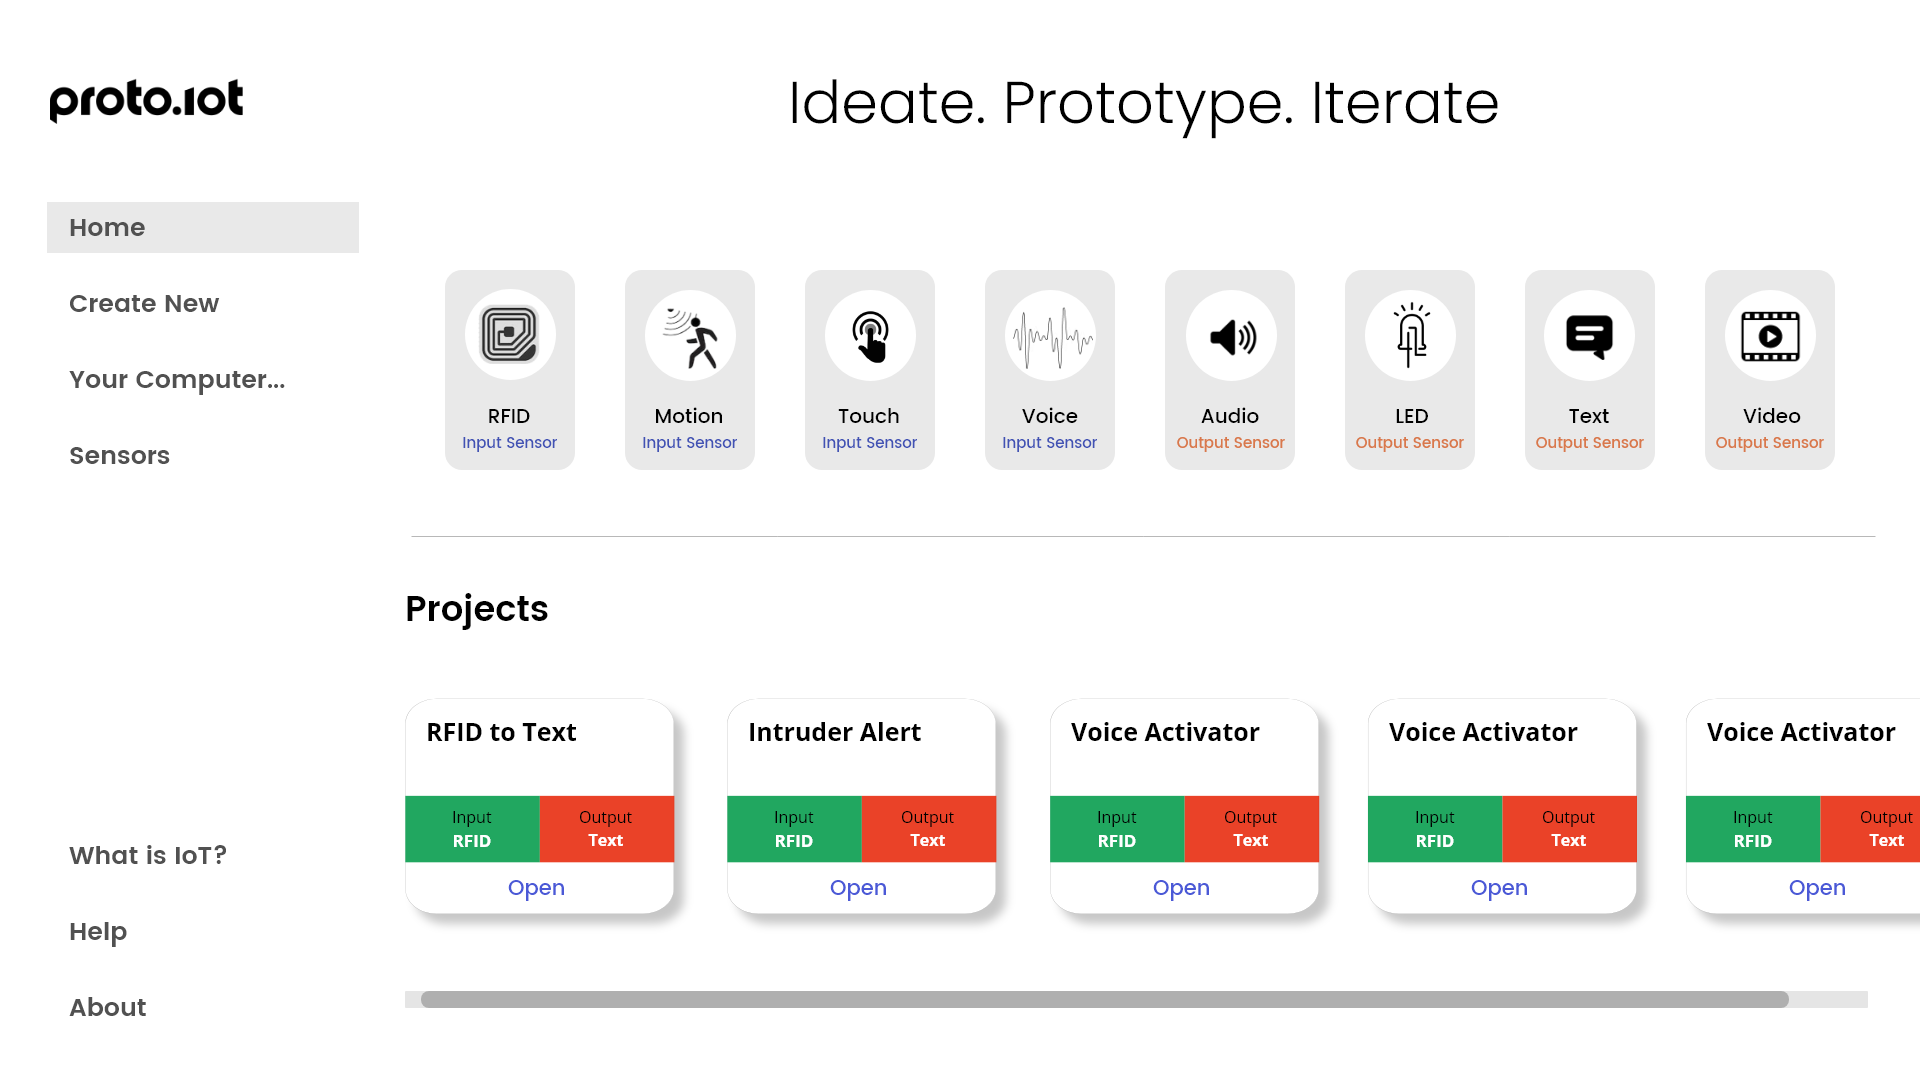 proto.ıot
Ideate. Prototype. Iterate
Home
Create New
Your Computer...
Sensors
What is IoT?
Help
About
RFID
Input Sensor
Motion
Input Sensor
Touch
Input Sensor
Voice
Input Sensor
Audio
Output Sensor
LED
Output Sensor
Text
Output Sensor
Video
Output Sensor
Projects
RFID to Text
Input
RFID
Output
Text
Open
Intruder Alert
Input
RFID
Output
Text
Open
Voice Activator
Input
RFID
Output
Text
Open
Voice Activator
Input
RFID
Output
Text
Open
Voice Activator
Input
RFID
Output
Text
Open